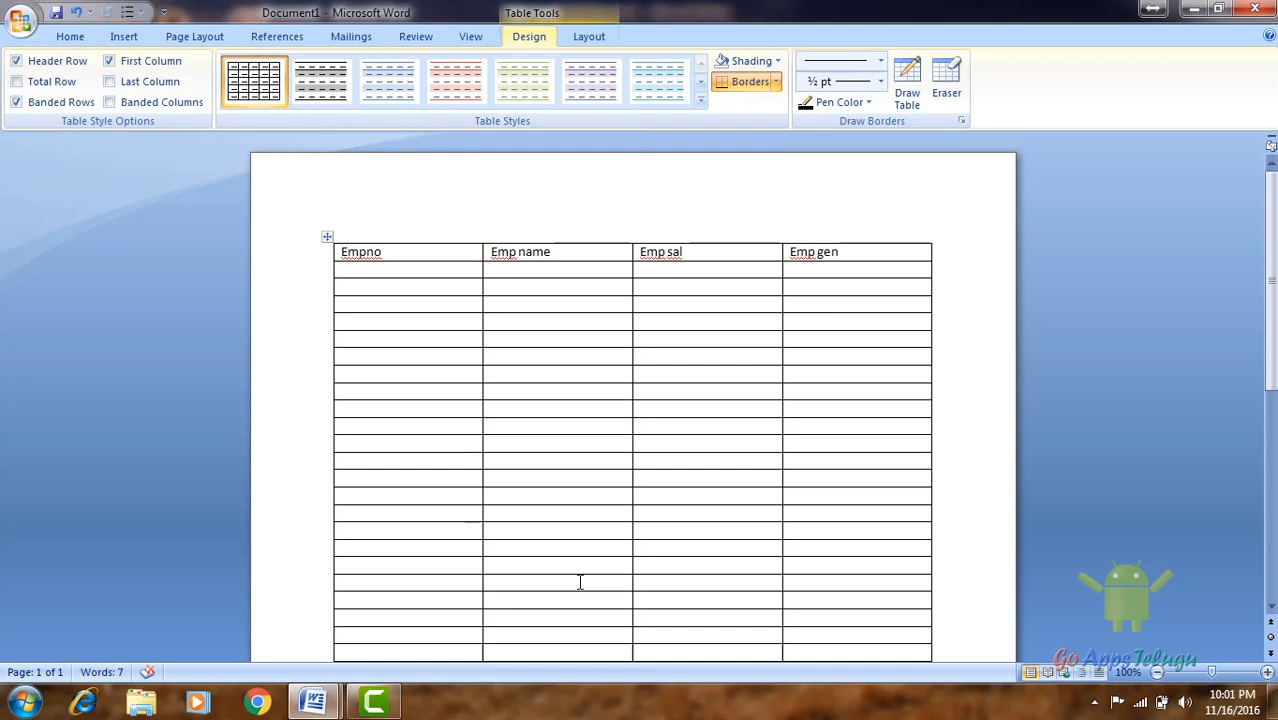 Document1 - Microsoft Word
Table Tools
Home
Insert
Page Layout
References
Mailings
Review
View
Design
Layout
Header Row
First Column
Total Row
Last Column
Banded Rows
Banded Columns
Table Style Options
Table Styles
Shading
Borders
½ pt
Pen Color
Draw
Table
Eraser
Draw Borders
Empno
Emp name
Emp sal
Emp gen
Go Apps Telugu
Page: 1 of 1
Words: 7
100%
10:01 PM
11/16/2016